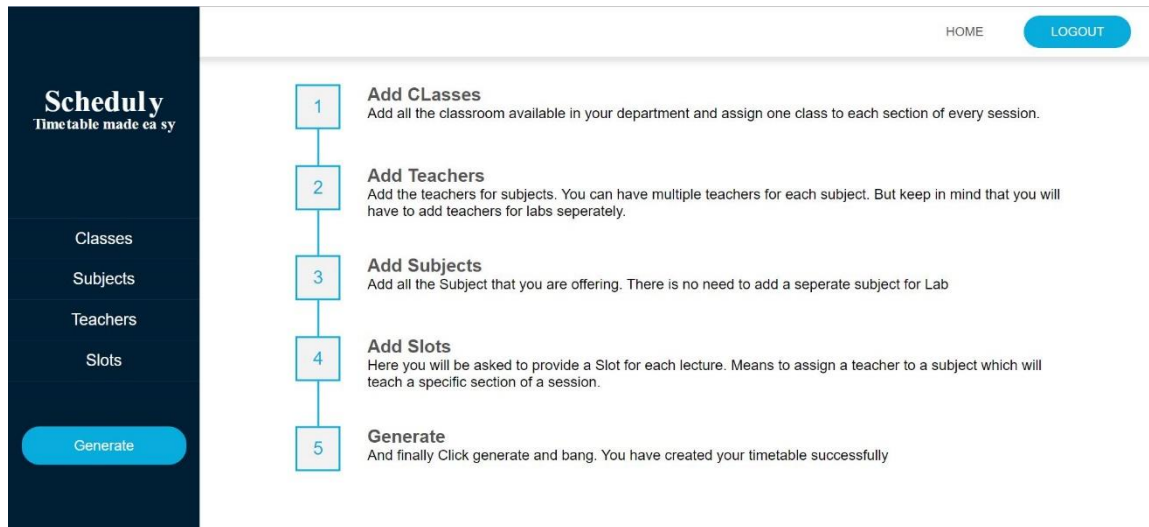 HOME
LOGOUT
Scheduly
Timetable made ea sy
Classes
Subjects
Teachers
Slots
Generate
1
Add CLasses
Add all the classroom available in your department and assign one class to each section of every session.
2
Add Teachers
Add the teachers for subjects. You can have multiple teachers for each subject. But keep in mind that you will
have to add teachers for labs seperately.
3
Add Subjects
Add all the Subject that you are offering. There is no need to add a seperate subject for Lab
4
Add Slots
Here you will be asked to provide a Slot for each lecture. Means to assign a teacher to a subject which will
teach a specific section of a session.
5
Generate
And finally Click generate and bang. You have created your timetable successfully